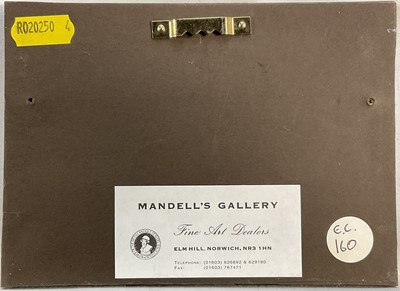 RO20250 4
MANDELL'S GALLERY
Fine Art Dealers
ELM HILL, NORWICH, NR3 1HN
TELEPHONE: (01603) 626892 & 629180
FAX: (01603) 767471
E.C.
160